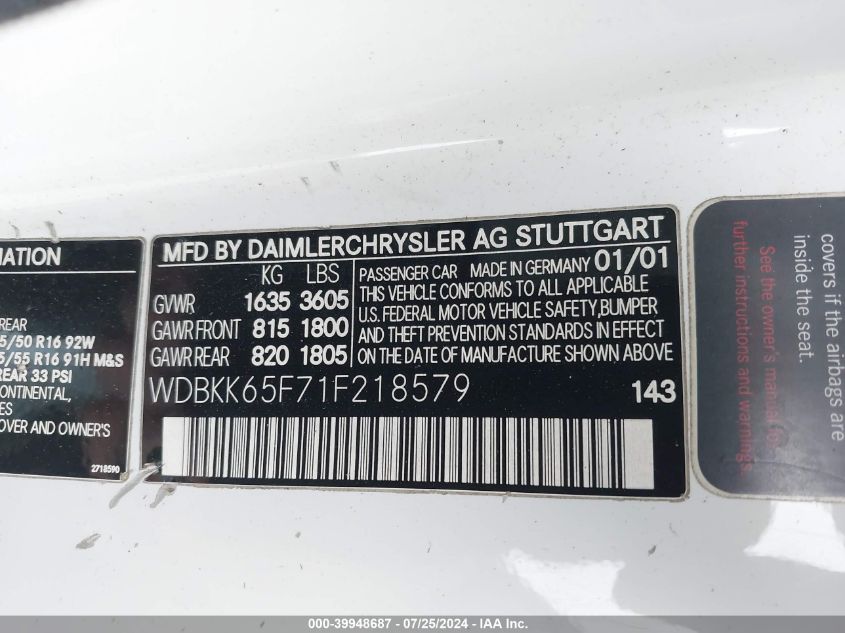 MATION
REAR
5/50 R16 92W
5/55 R16 91H M&S
REAR 33 PSI
CONTINENTAL,
ES
OVER AND OWNER'S
2718590
MFD BY DAIMLERCHRYSLER AG STUTTGART
KG LBS
GVWR 1635 3605
GAWR FRONT 815 1800
GAWR REAR 820 1805
PASSENGER CAR MADE IN GERMANY 01/01
THIS VEHICLE CONFORMS TO ALL APPLICABLE
U.S. FEDERAL MOTOR VEHICLE SAFETY,BUMPER
AND THEFT PREVENTION STANDARDS IN EFFECT
ON THE DATE OF MANUFACTURE SHOWN ABOVE
WDBKK65F71F218579 143
covers if the airbags are
inside the seat.
See the owner's manual for
further instructions and warnings.
000-39948687 - 07/25/2024 - IAA Inc.